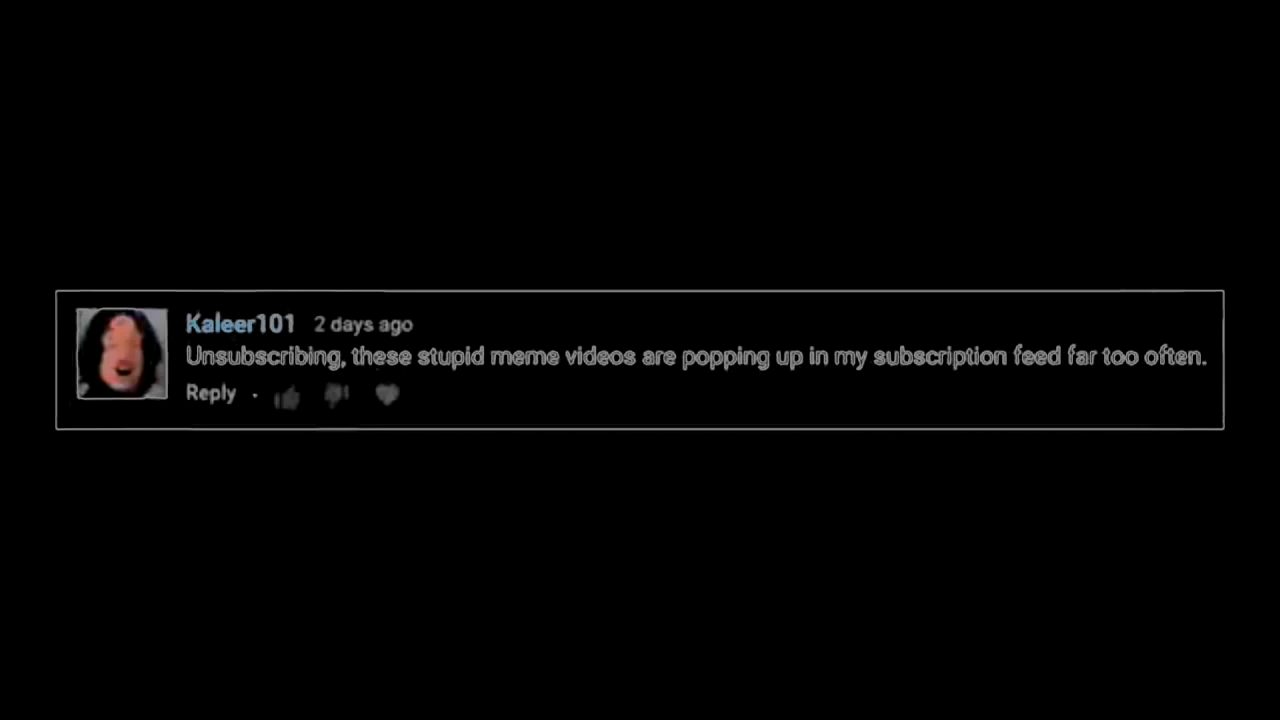 Kaleer101 2 days ago
Unsubscribing, these stupid meme videos are popping up in my subscription feed far too often.
Reply